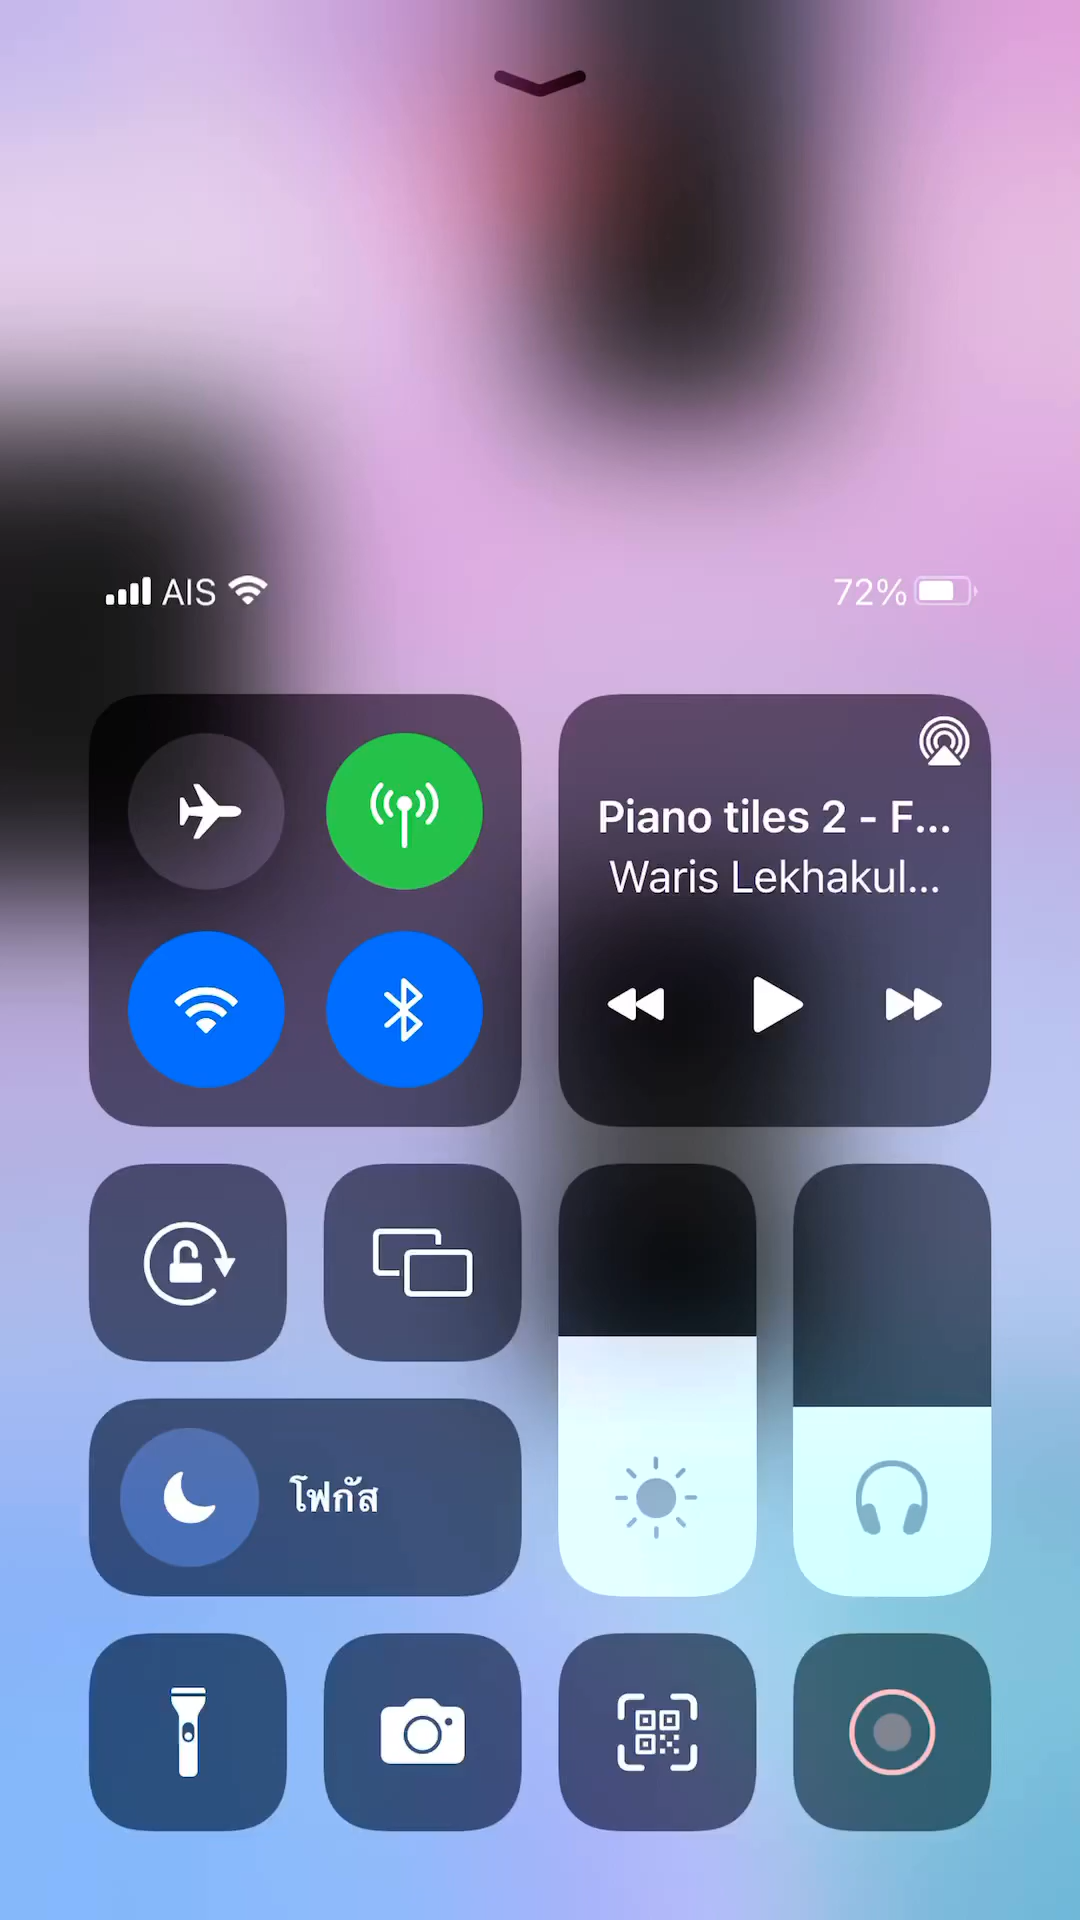 AIS
72%
Piano tiles 2 - F...
Waris Lekhakul...
โฟกัส